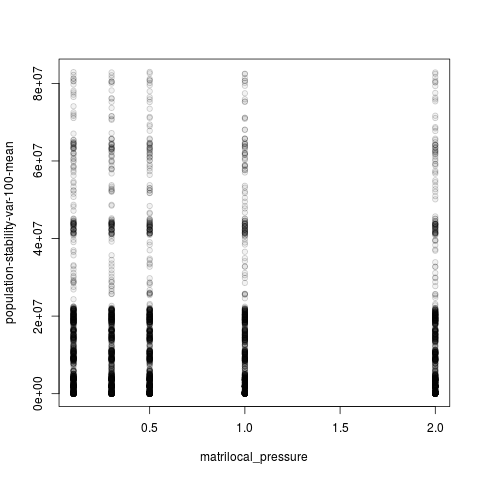 population-stability-var-100-mean
8e+07
6e+07
4e+07
2e+07
0e+00
0.5 1.0 1.5 2.0
matrilocal_pressure